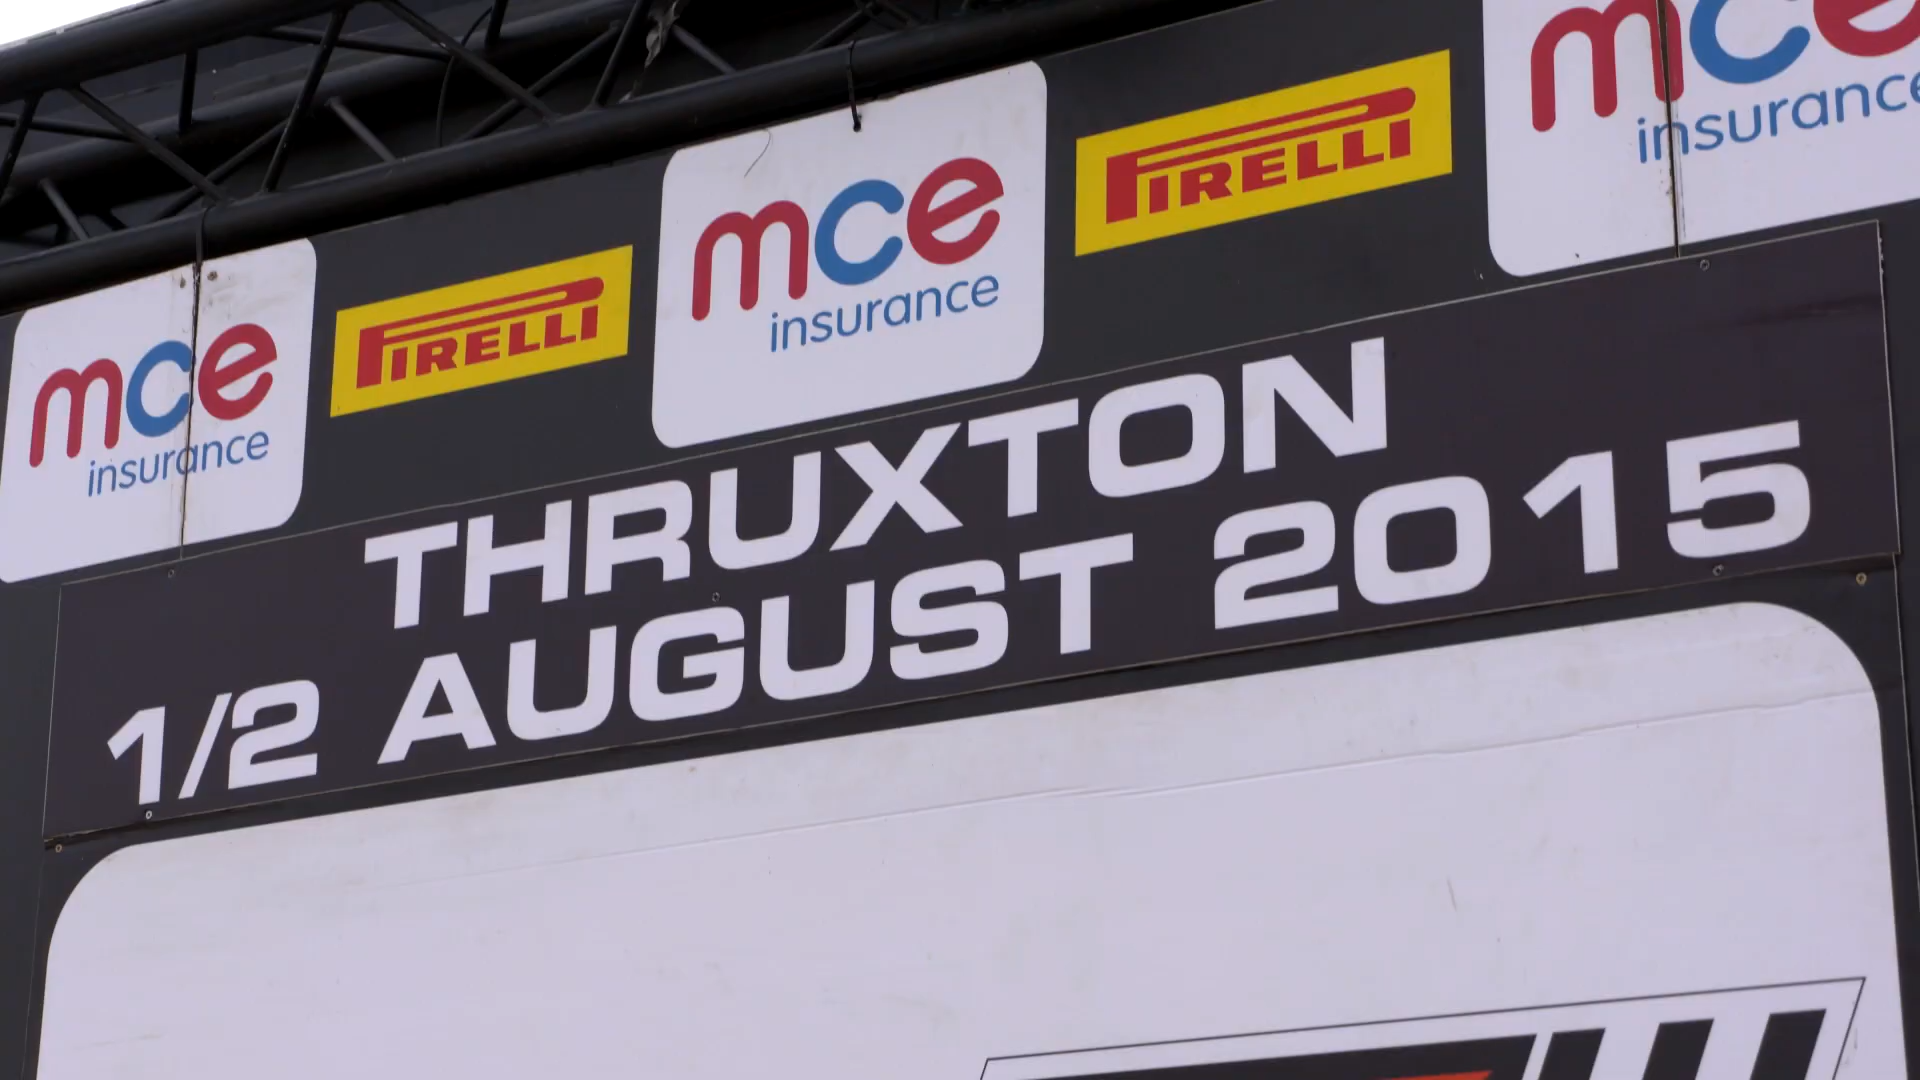 mce
insurance
PIRELLI
mce
insurance
PIRELLI
mce
insurance
THRUXTON
1/2 AUGUST 2015